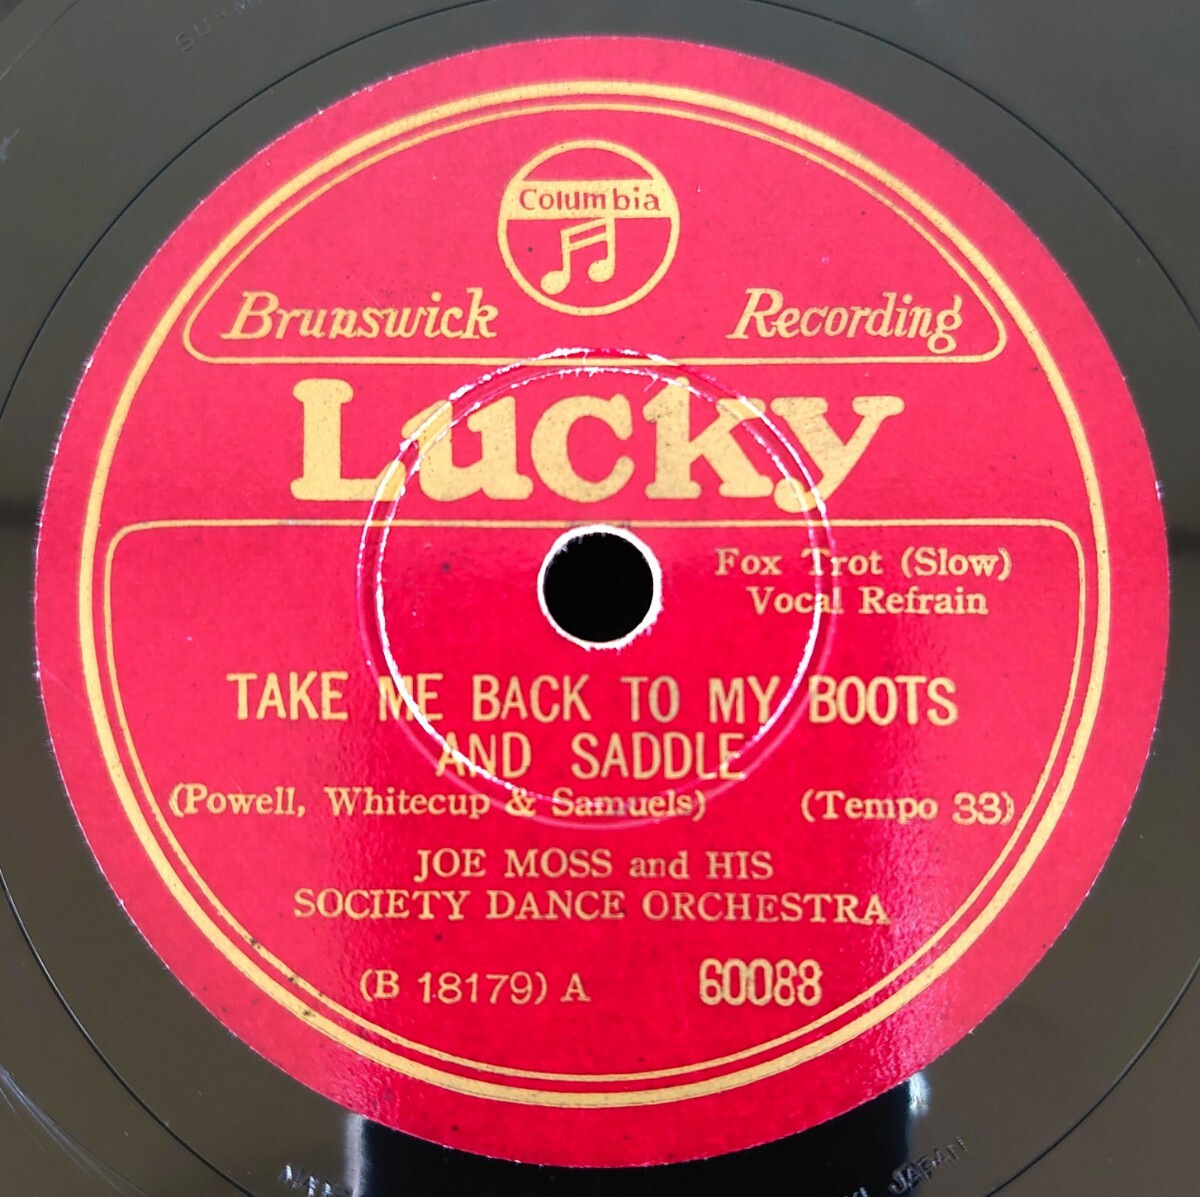 Columbia
Brunswick Recording
Lucky
Fox Trot (Slow)
Vocal Refrain
TAKE ME BACK TO MY BOOTS
AND SADDLE
(Powell, Whitecup & Samuels) (Tempo 33)
JOE MOSS and HIS
SOCIETY DANCE ORCHESTRA
(B 18179) A 60088
JAPAN